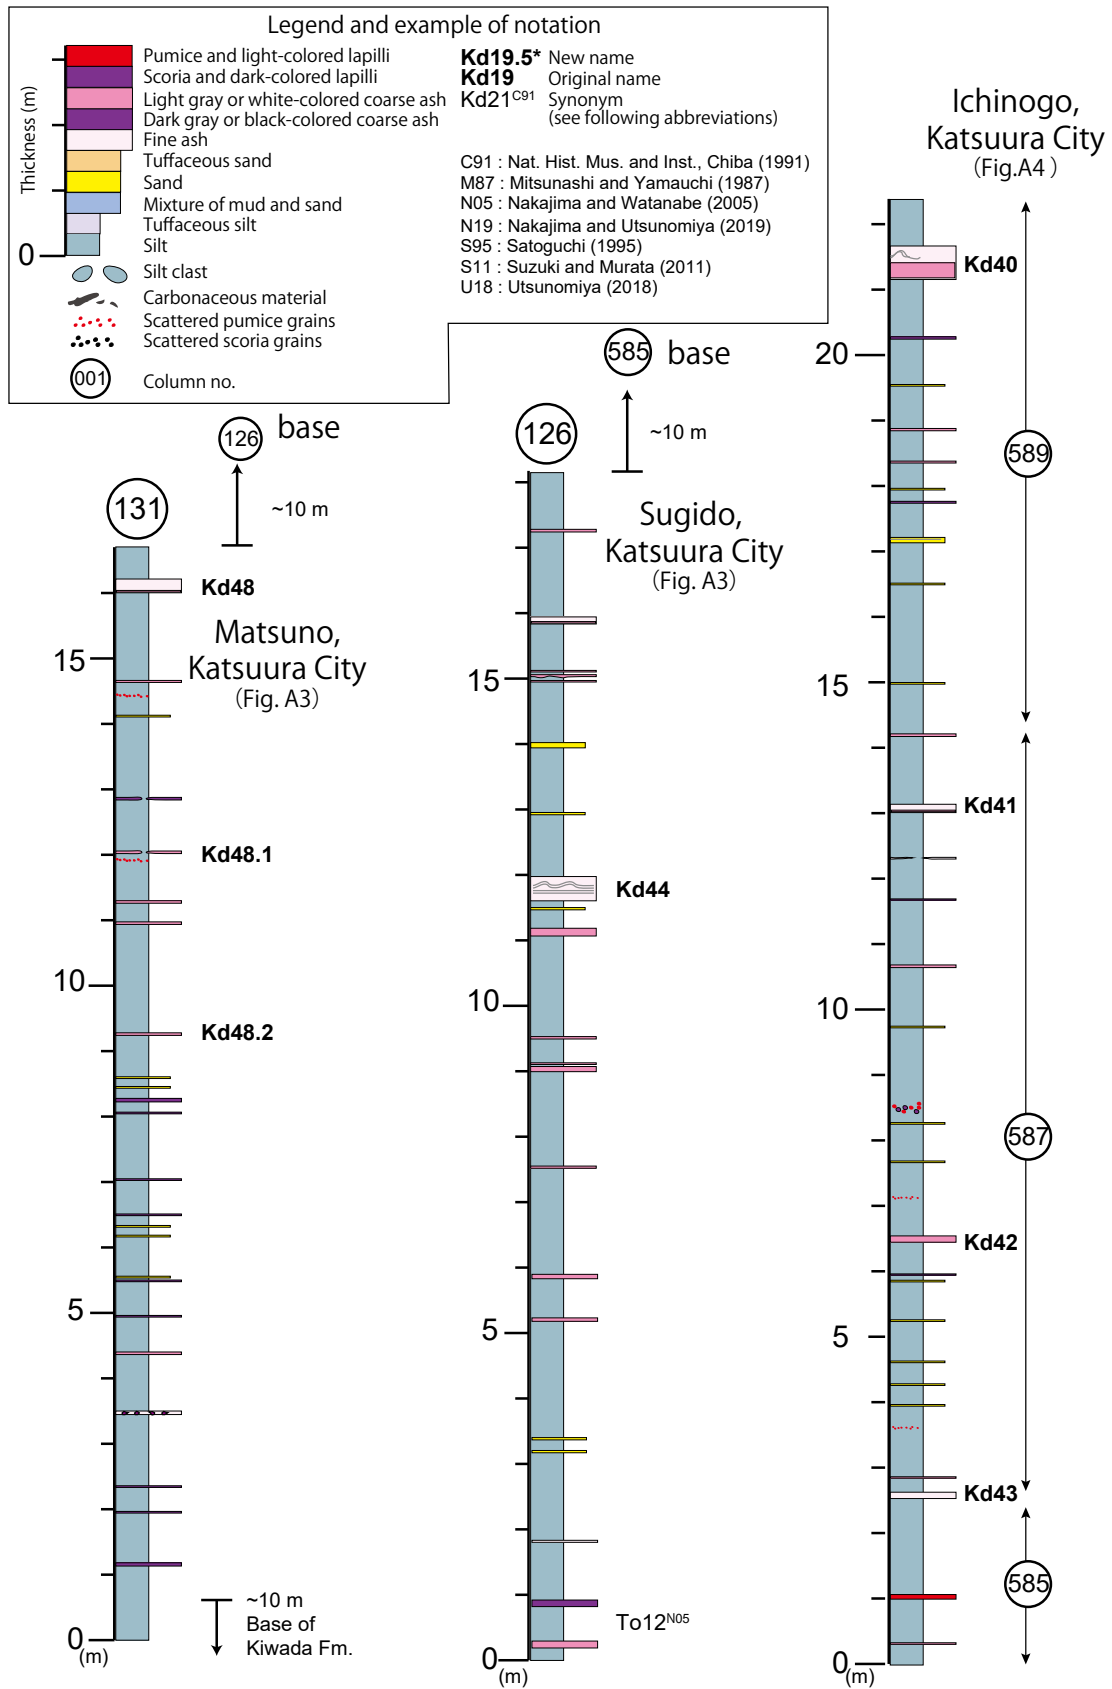 Legend and example of notation
Thickness (m)
0
Pumice and light-colored lapilli
Scoria and dark-colored lapilli
Light gray or white-colored coarse ash
Dark gray or black-colored coarse ash
Fine ash
Tuffaceous sand
Sand
Mixture of mud and sand
Tuffaceous silt
Silt
Silt clast
Carbonaceous material
Scattered pumice grains
Scattered scoria grains
001 Column no.
Kd19.5* New name
Kd19 Original name
Kd21C91 Synonym
(see following abbreviations)
C91 : Nat. Hist. Mus. and Inst., Chiba (1991)
M87 : Mitsunashi and Yamauchi (1987)
N05 : Nakajima and Watanabe (2005)
N19 : Nakajima and Utsunomiya (2019)
S95 : Satoguchi (1995)
S11 : Suzuki and Murata (2011)
U18 : Utsunomiya (2018)
126 base
~10 m
131
Kd48
Matsuno,
Katsuura City
(Fig. A3)
15
Kd48.1
10
Kd48.2
5
0
(m)
~10 m
Base of
Kiwada Fm.
585 base
~10 m
126
Sugido,
Katsuura City
(Fig. A3)
15
Kd44
10
5
To12N05
0
(m)
Ichinogo,
Katsuura City
(Fig.A4 )
Kd40
20
589
15
Kd41
10
587
Kd42
5
Kd43
585
0
(m)